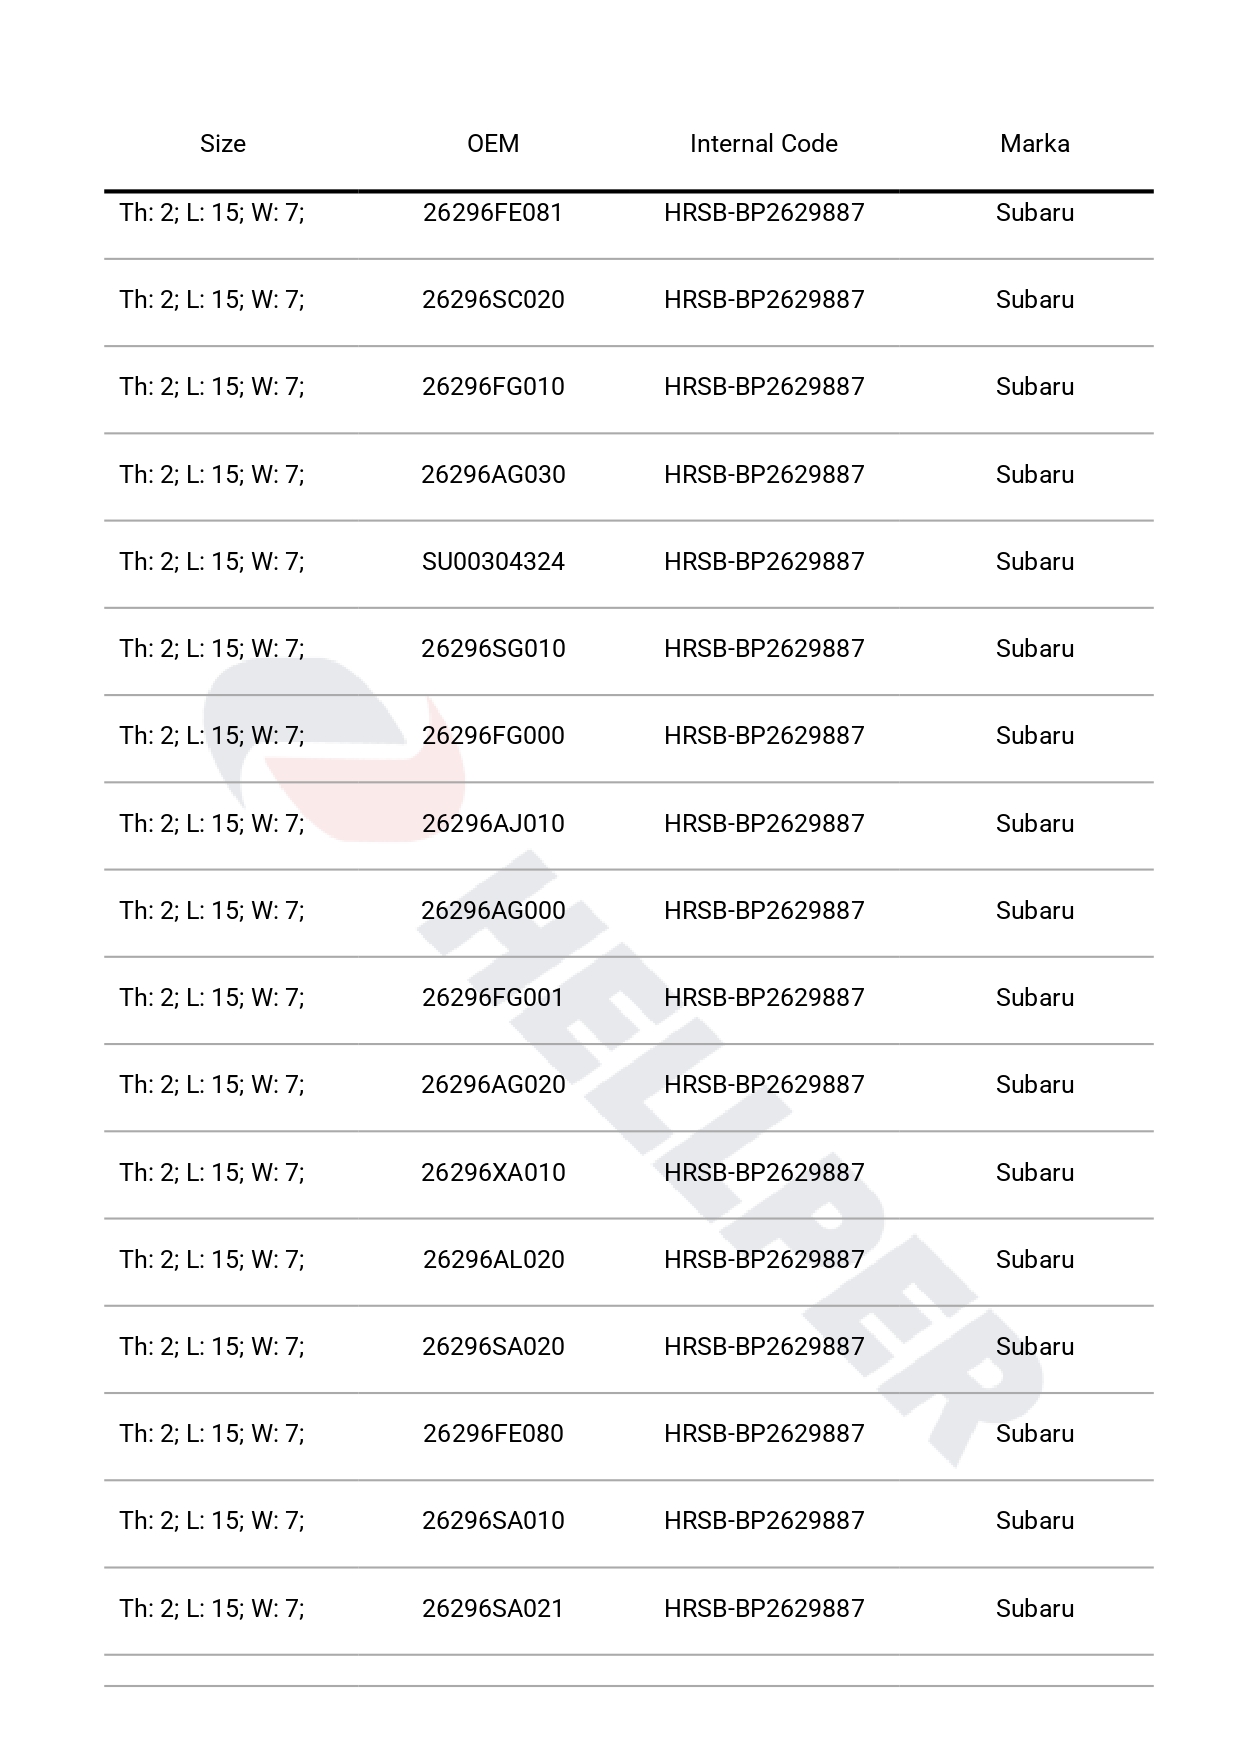 Size OEM Internal Code Marka
Th: 2; L: 15; W: 7; 26296FE081 HRSB-BP2629887 Subaru
Th: 2; L: 15; W: 7; 26296SC020 HRSB-BP2629887 Subaru
Th: 2; L: 15; W: 7; 26296FG010 HRSB-BP2629887 Subaru
Th: 2; L: 15; W: 7; 26296AG030 HRSB-BP2629887 Subaru
Th: 2; L: 15; W: 7; SU00304324 HRSB-BP2629887 Subaru
Th: 2; L: 15; W: 7; 26296SG010 HRSB-BP2629887 Subaru
Th: 2; L: 15; W: 7; 26296FG000 HRSB-BP2629887 Subaru
Th: 2; L: 15; W: 7; 26296AJ010 HRSB-BP2629887 Subaru
Th: 2; L: 15; W: 7; 26296AG000 HRSB-BP2629887 Subaru
Th: 2; L: 15; W: 7; 26296FG001 HRSB-BP2629887 Subaru
Th: 2; L: 15; W: 7; 26296AG020 HRSB-BP2629887 Subaru
Th: 2; L: 15; W: 7; 26296XA010 HRSB-BP2629887 Subaru
Th: 2; L: 15; W: 7; 26296AL020 HRSB-BP2629887 Subaru
Th: 2; L: 15; W: 7; 26296SA020 HRSB-BP2629887 Subaru
Th: 2; L: 15; W: 7; 26296FE080 HRSB-BP2629887 Subaru
Th: 2; L: 15; W: 7; 26296SA010 HRSB-BP2629887 Subaru
Th: 2; L: 15; W: 7; 26296SA021 HRSB-BP2629887 Subaru
HELLPER